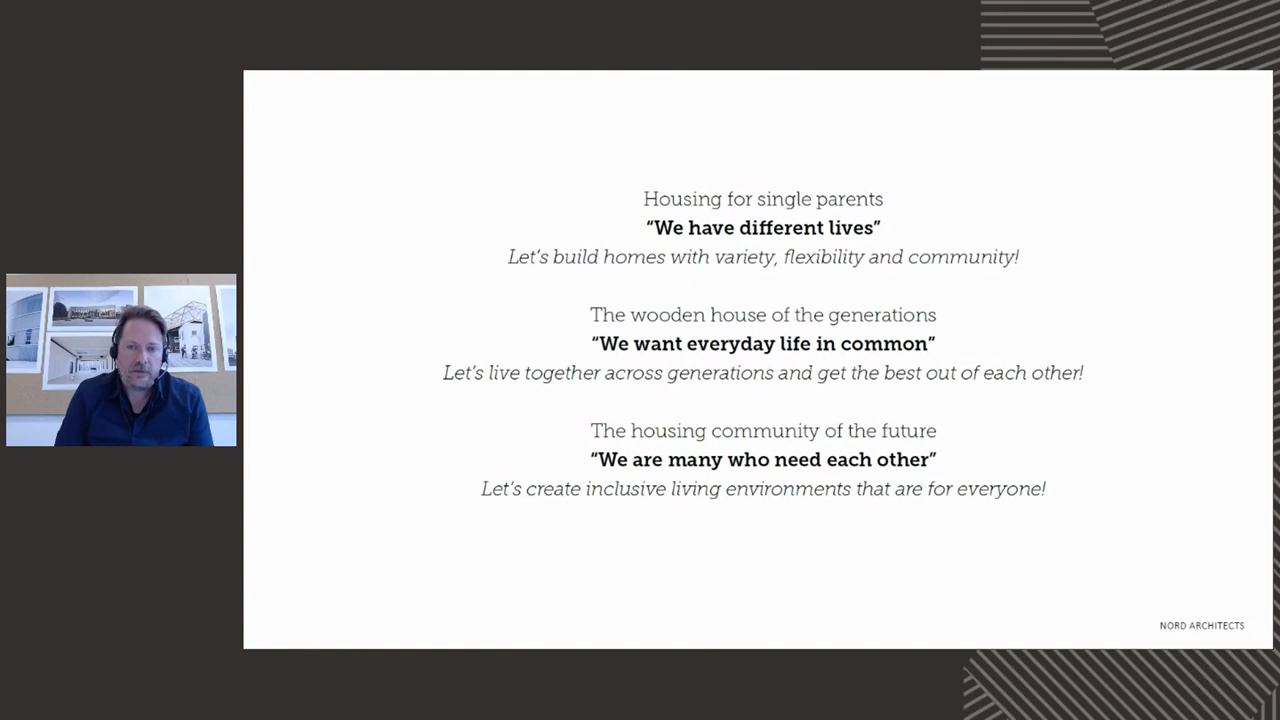 Housing for single parents
“We have different lives”
Let’s build homes with variety, flexibility and community!
The wooden house of the generations
“We want everyday life in common”
Let’s live together across generations and get the best out of each other!
The housing community of the future
“We are many who need each other”
Let’s create inclusive living environments that are for everyone!
NORD ARCHITECTS